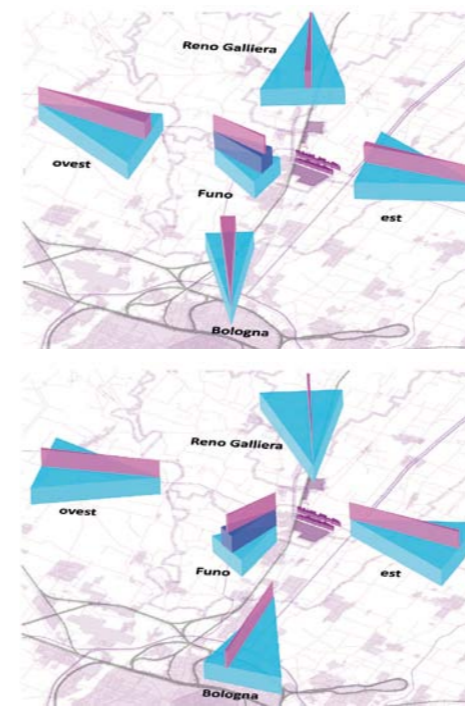 Reno Galliera
ovest
Funo
est
Bologna
Reno Galliera
ovest
Funo
est
Bologna